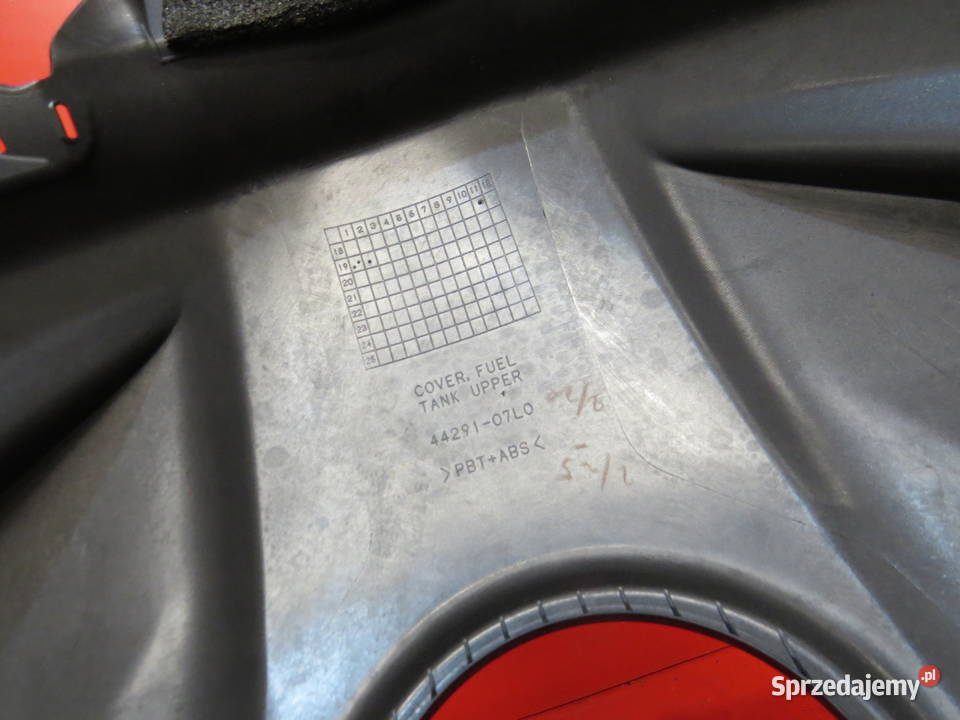 1 2 3 4 5 6 7 8 9 10 11 12
18
19
20
21
22
23
24
25
COVER, FUEL
TANK UPPER
44291-07L0
>PBT+ABS<
Sprzedajemy.pl